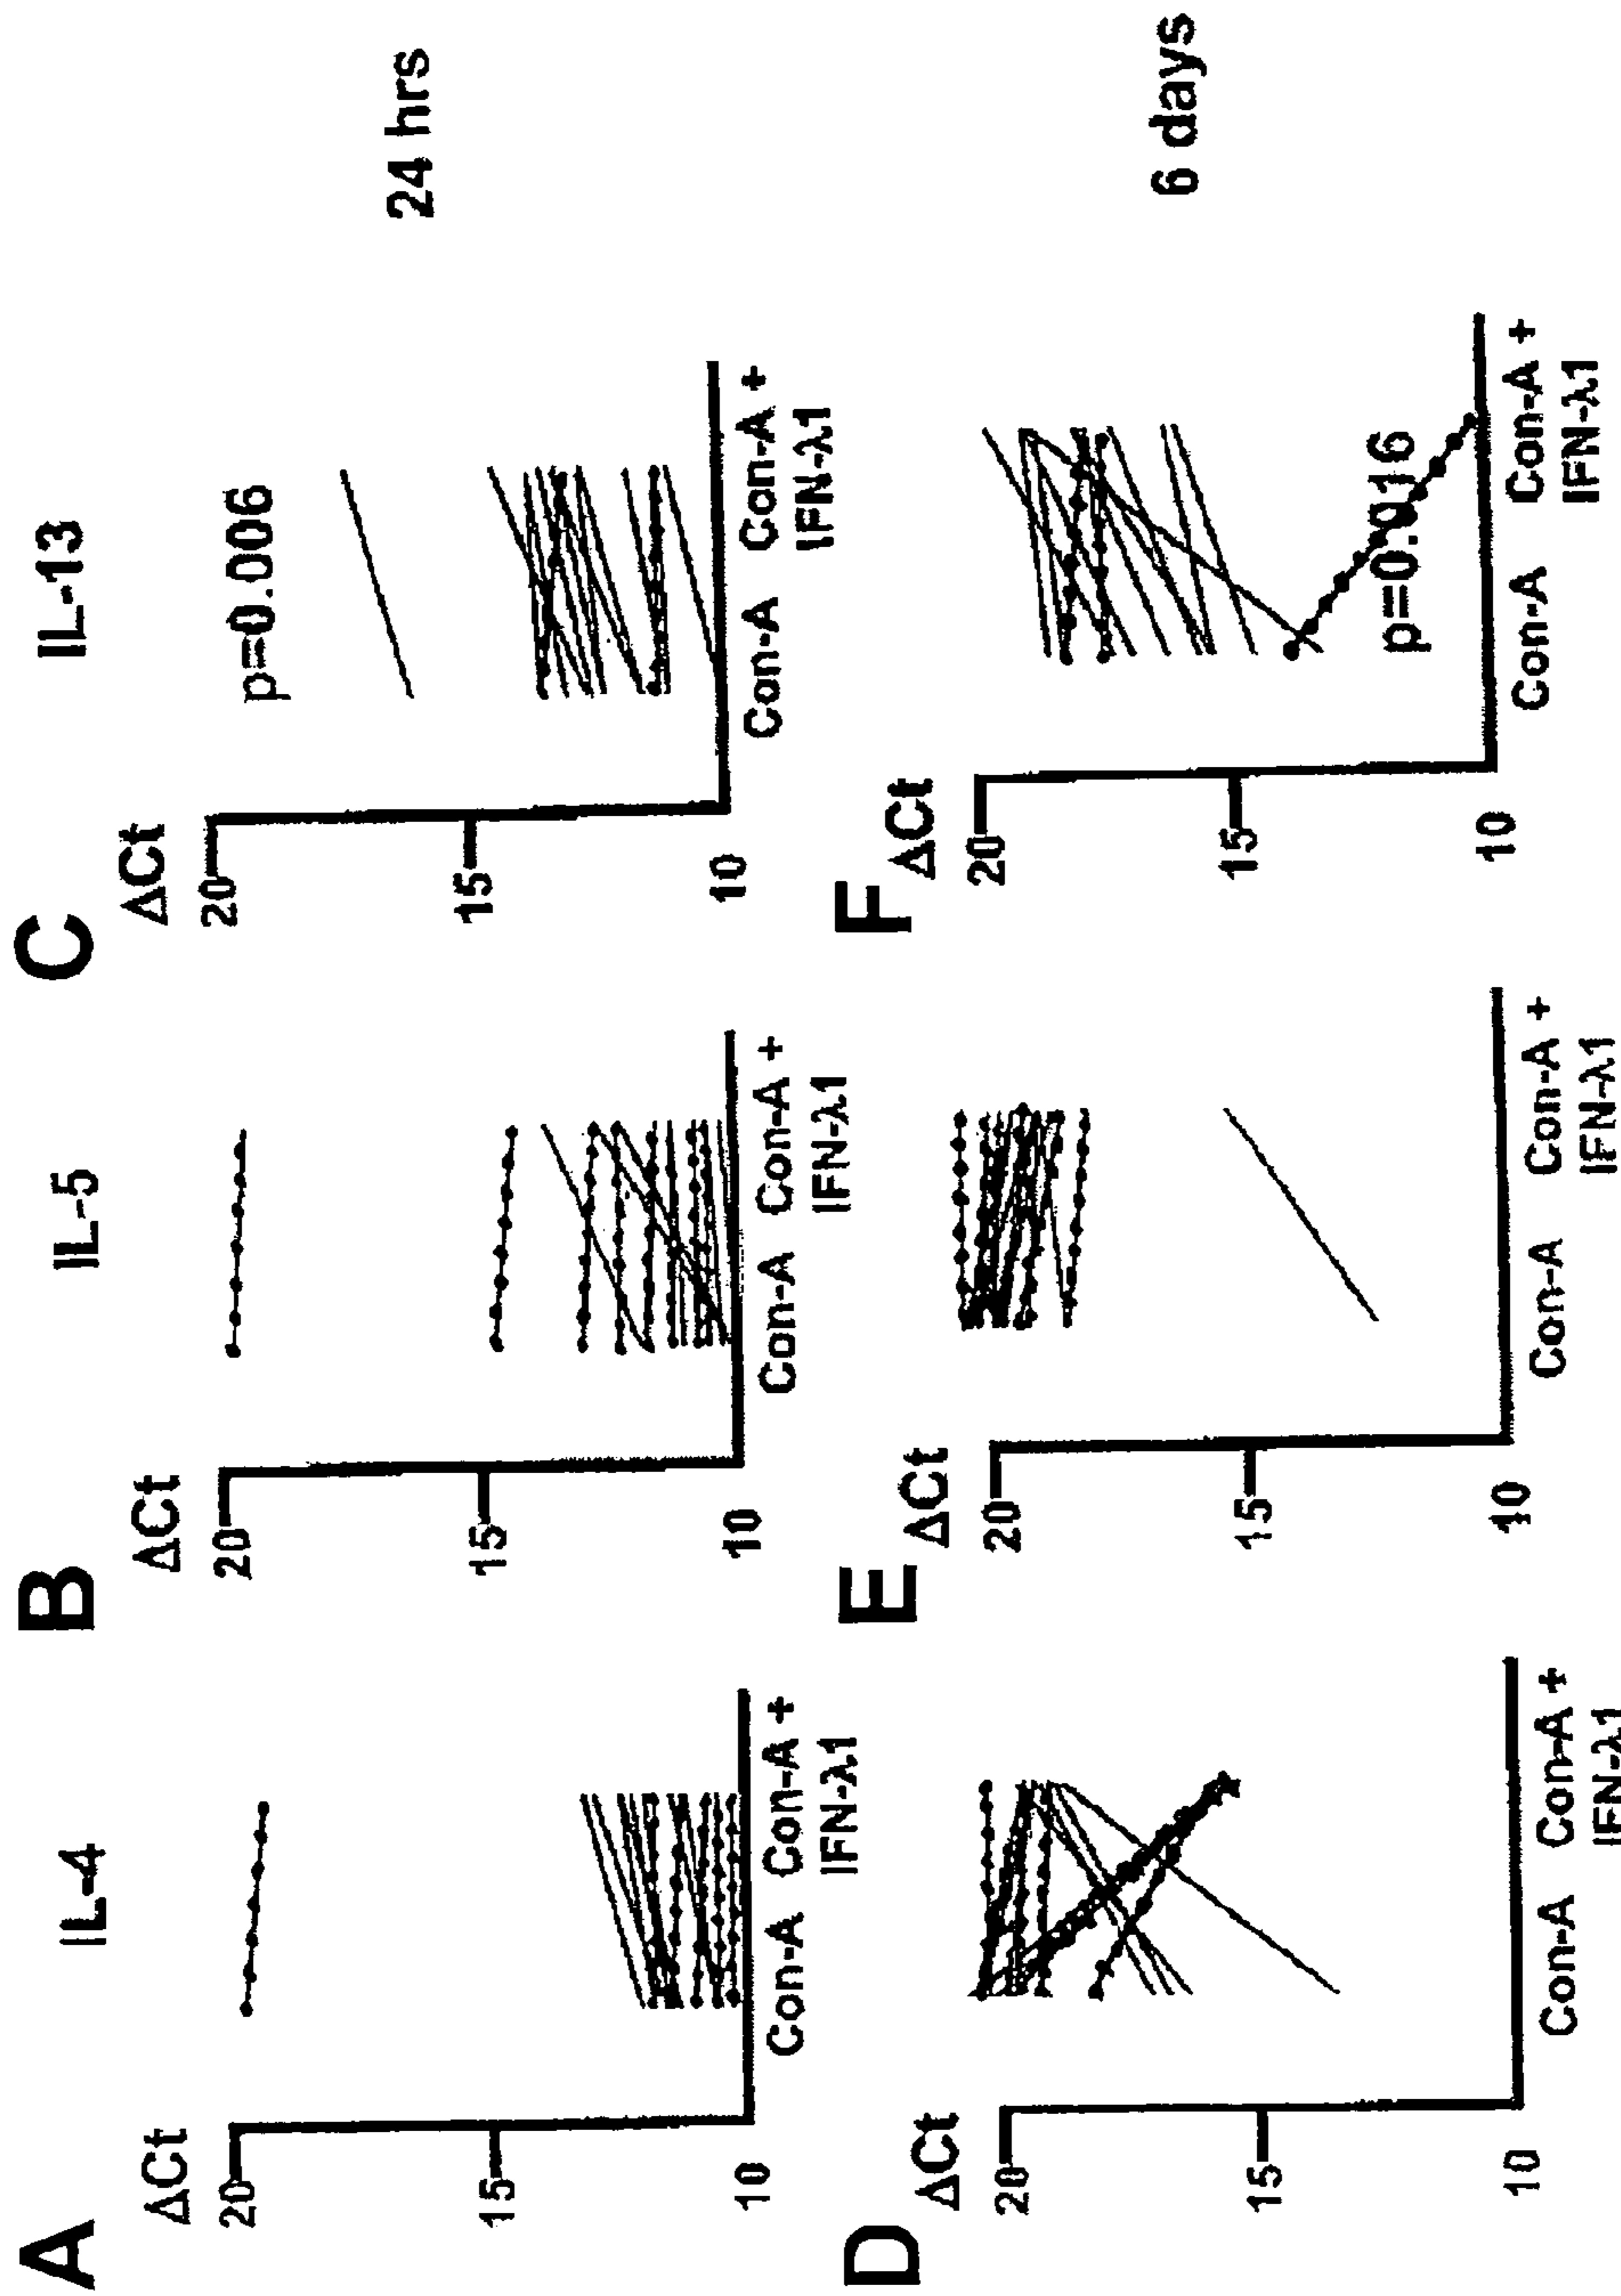 A
IL-4
ΔCt
20
15
10
Con-A Con-A +
IFN-λ1
B
IL-5
ΔCt
20
15
10
Con-A Con-A +
IFN-λ1
C
IL-13
ΔCt
20
15
10
p=0.006
Con-A Con-A +
IFN-λ1
24 hrs
D
ΔCt
20
15
10
Con-A Con-A +
IFN-λ1
E
ΔCt
20
15
10
Con-A Con-A +
IFN-λ1
F
ΔCt
20
15
10
p=0.916
Con-A Con-A +
IFN-λ1
6 days